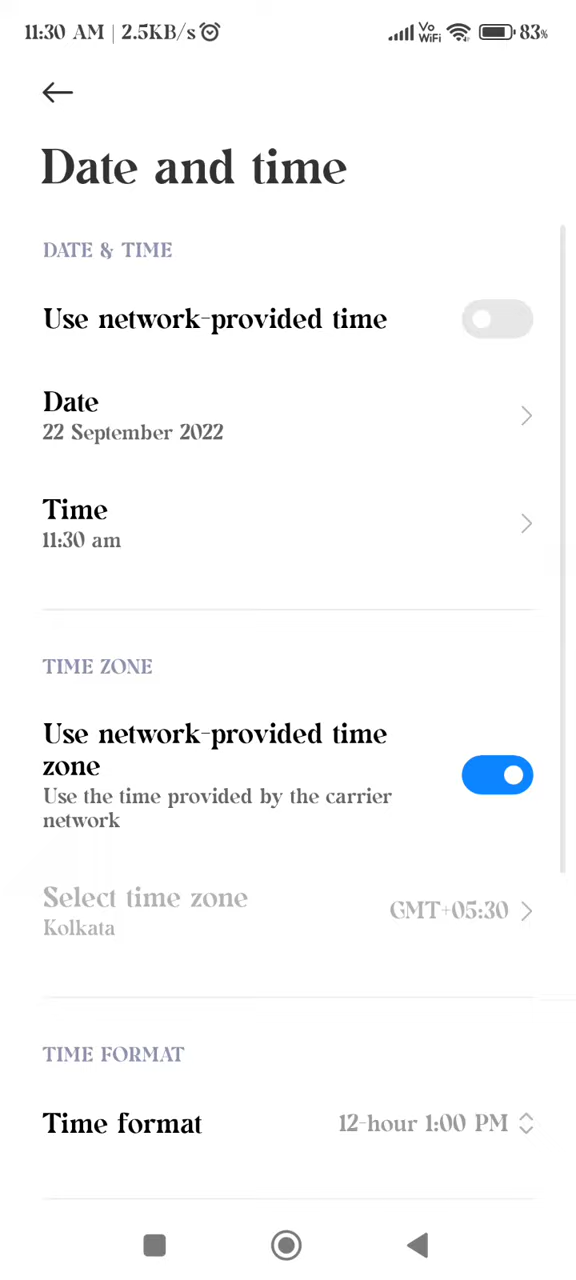 11:30 AM | 2.5KB/s Vo WiFi 83%
Date and time
DATE & TIME
Use network-provided time
Date
22 September 2022
Time
11:30 am
TIME ZONE
Use network-provided time
zone
Use the time provided by the carrier
network
Select time zone
Kolkata
GMT+05:30
TIME FORMAT
Time format
12-hour 1:00 PM